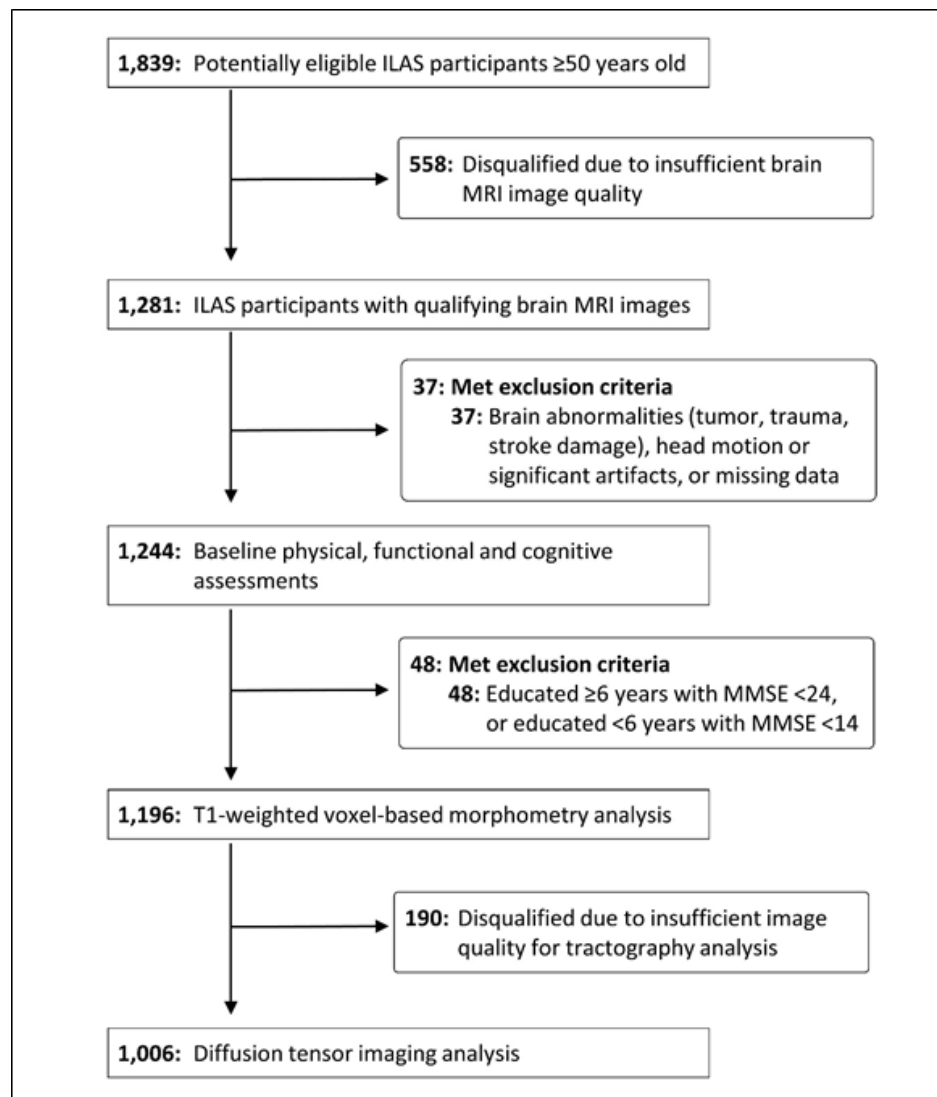 1,839: Potentially eligible ILAS participants ≥50 years old
558: Disqualified due to insufficient brain
MRI image quality
1,281: ILAS participants with qualifying brain MRI images
37: Met exclusion criteria
37: Brain abnormalities (tumor, trauma,
stroke damage), head motion or
significant artifacts, or missing data
1,244: Baseline physical, functional and cognitive
assessments
48: Met exclusion criteria
48: Educated ≥6 years with MMSE <24,
or educated <6 years with MMSE <14
1,196: T1-weighted voxel-based morphometry analysis
190: Disqualified due to insufficient image
quality for tractography analysis
1,006: Diffusion tensor imaging analysis